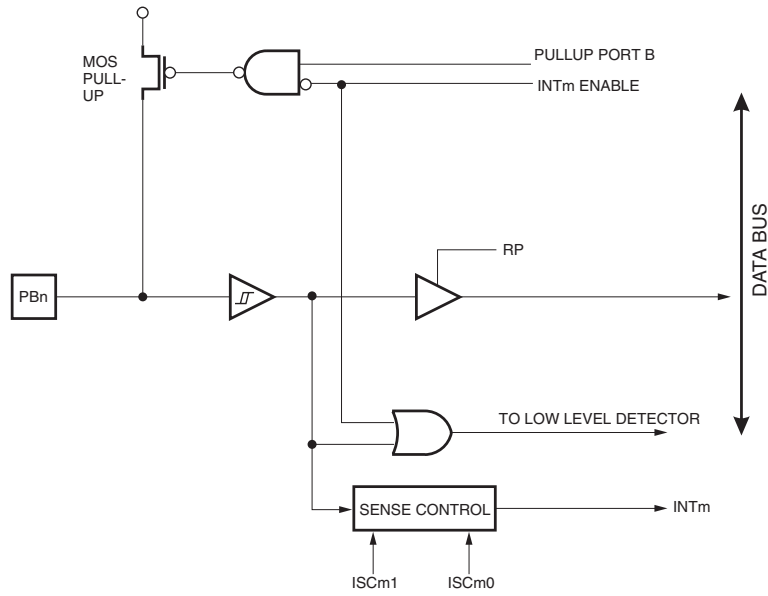 MOS
PULL-
UP
PULLUP PORT B
INTm ENABLE
DATA BUS
RP
PBn
TO LOW LEVEL DETECTOR
SENSE CONTROL
INTm
ISCm1
ISCm0